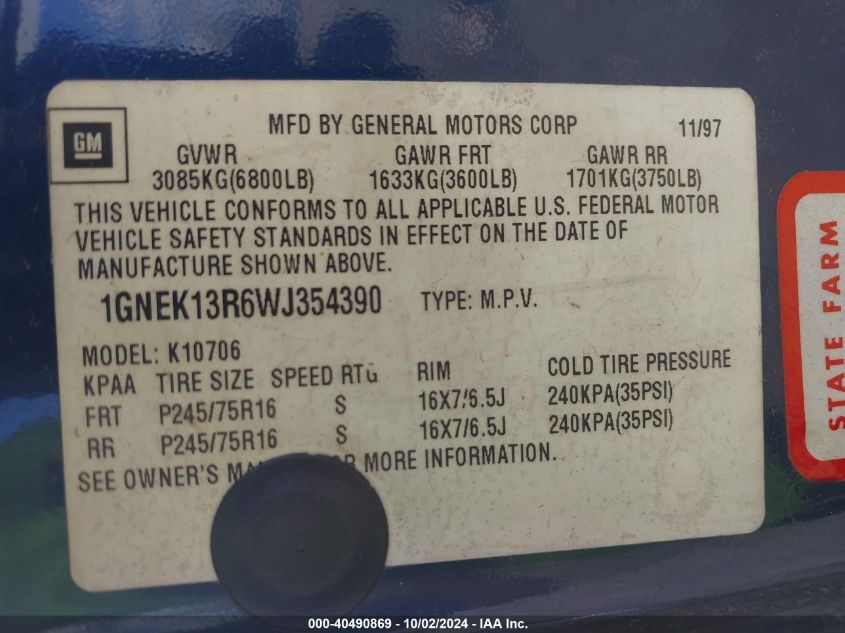 GM
MFD BY GENERAL MOTORS CORP 11/97
GVWR GAWR FRT GAWR RR
3085KG(6800LB) 1633KG(3600LB) 1701KG(3750LB)
THIS VEHICLE CONFORMS TO ALL APPLICABLE U.S. FEDERAL MOTOR
VEHICLE SAFETY STANDARDS IN EFFECT ON THE DATE OF
MANUFACTURE SHOWN ABOVE.
1GNEK13R6WJ354390 TYPE: M.P.V.
MODEL: K10706
KPAA TIRE SIZE SPEED RTG RIM COLD TIRE PRESSURE
FRT P245/75R16 S 16X7/6.5J 240KPA(35PSI)
RR P245/75R16 S 16X7/6.5J 240KPA(35PSI)
SEE OWNER'S MORE INFORMATION.
STATE FARM
000-40490869 - 10/02/2024 - IAA Inc.